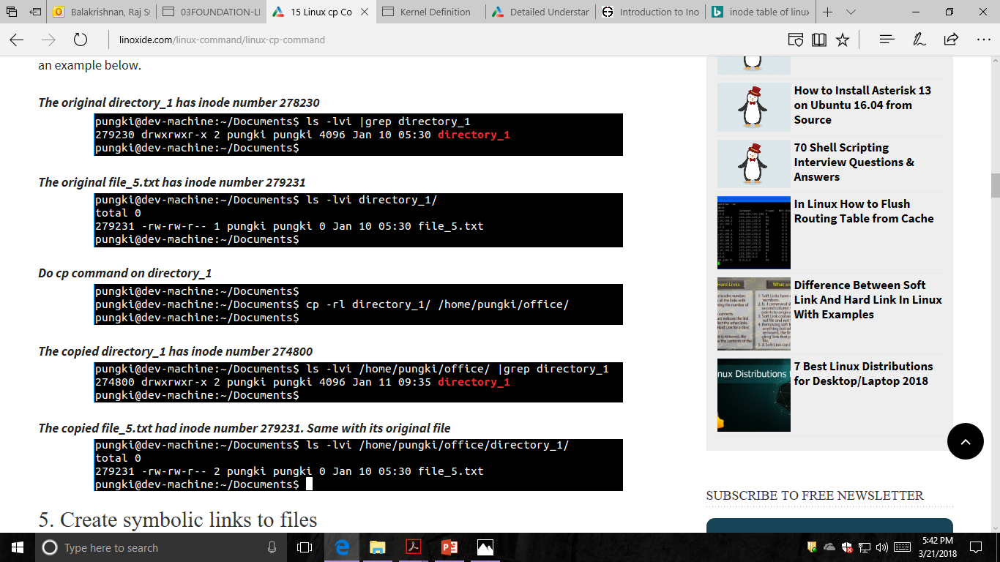 Balakrishnan, Raj Su
03FOUNDATION-LI
15 Linux cp Co
Kernel Definition
Detailed Understar
Introduction to Ino
inode table of linux
linoxide.com/linux-command/linux-cp-command
an example below.
The original directory_1 has inode number 278230
pungki@dev-machine:~/Documents$ ls -lvi |grep directory_1
279230 drwxrwxr-x 2 pungki pungki 4096 Jan 10 05:30 directory_1
pungki@dev-machine:~/Documents$
The original file_5.txt has inode number 279231
pungki@dev-machine:~/Documents$ ls -lvi directory_1/
total 0
279231 -rw-rw-r-- 1 pungki pungki 0 Jan 10 05:30 file_5.txt
pungki@dev-machine:~/Documents$
Do cp command on directory_1
pungki@dev-machine:~/Documents$
pungki@dev-machine:~/Documents$ cp -rl directory_1/ /home/pungki/office/
pungki@dev-machine:~/Documents$
The copied directory_1 has inode number 274800
pungki@dev-machine:~/Documents$ ls -lvi /home/pungki/office/ |grep directory_1
274800 drwxrwxr-x 2 pungki pungki 4096 Jan 11 09:35 directory_1
pungki@dev-machine:~/Documents$
The copied file_5.txt had inode number 279231. Same with its original file
pungki@dev-machine:~/Documents$ ls -lvi /home/pungki/office/directory_1/
total 0
279231 -rw-rw-r-- 2 pungki pungki 0 Jan 10 05:30 file_5.txt
pungki@dev-machine:~/Documents$
5. Create symbolic links to files
How to Install Asterisk 13
on Ubuntu 16.04 from
Source
70 Shell Scripting
Interview Questions &
Answers
In Linux How to Flush
Routing Table from Cache
Hard Links
What ar
Difference Between Soft
Link And Hard Link In Linux
With Examples
nux Distributions
7 Best Linux Distributions
for Desktop/Laptop 2018
SUBSCRIBE TO FREE NEWSLETTER
Type here to search
5:42 PM
3/21/2018